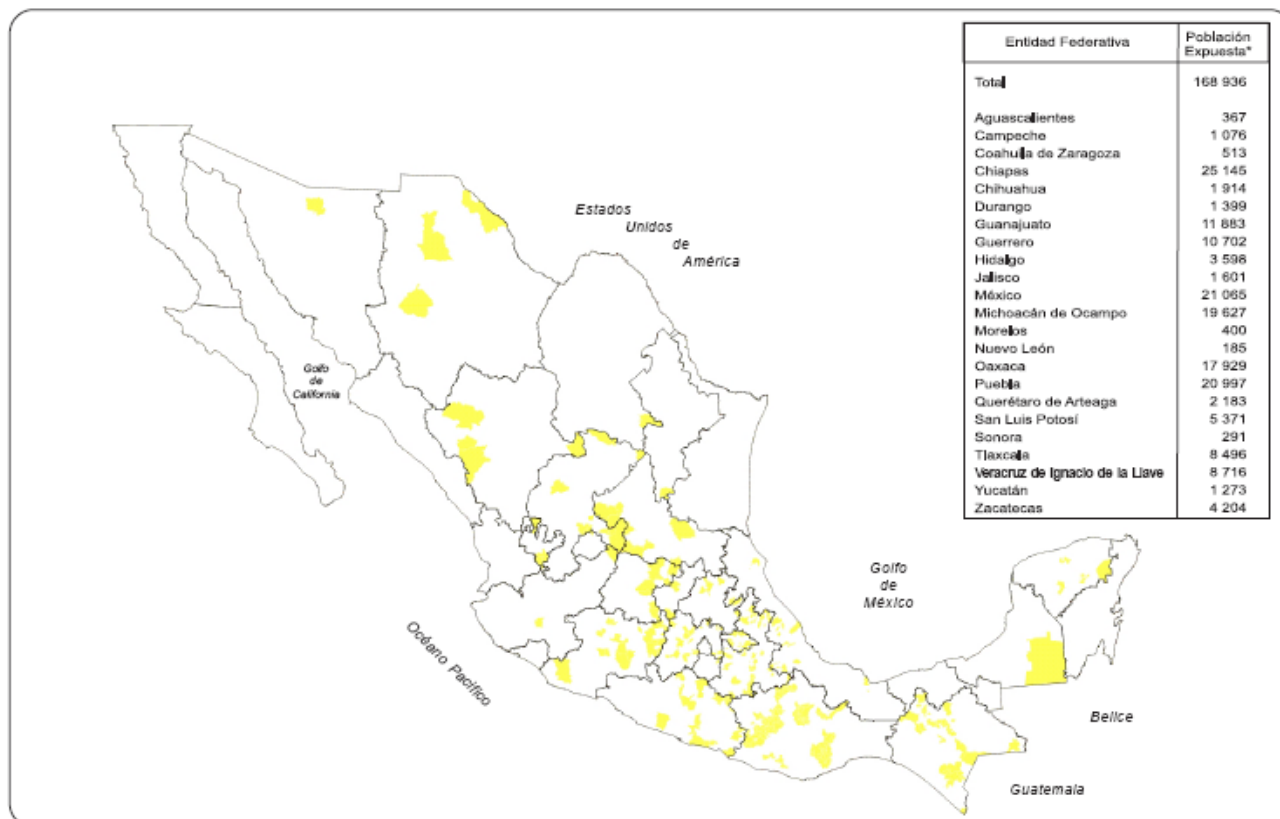 Entidad Federativa
Población
Expuesta*
Total 168 936
Aguascalientes 367
Campeche 1 076
Coahuila de Zaragoza 513
Chiapas 25 145
Chihuahua 1 914
Durango 1 399
Guanajuato 11 883
Guerrero 10 702
Hidalgo 3 598
Jalisco 1 601
México 21 065
Michoacán de Ocampo 19 627
Morelos 400
Nuevo León 185
Oaxaca 17 929
Puebla 20 997
Querétaro de Arteaga 2 183
San Luis Potosí 5 371
Sonora 291
Tlaxcala 8 496
Veracruz de Ignacio de la Llave 8 716
Yucatán 1 273
Zacatecas 4 204
Estados
Unidos
de
América
Golfo
de
California
Golfo
de
México
Océano Pacífico
Belice
Guatemala